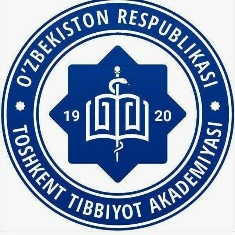 O'ZBEKISTON RESPUBLIKASI
19 20
TOSHKENT TIBBIYOT AKADEMIYASI